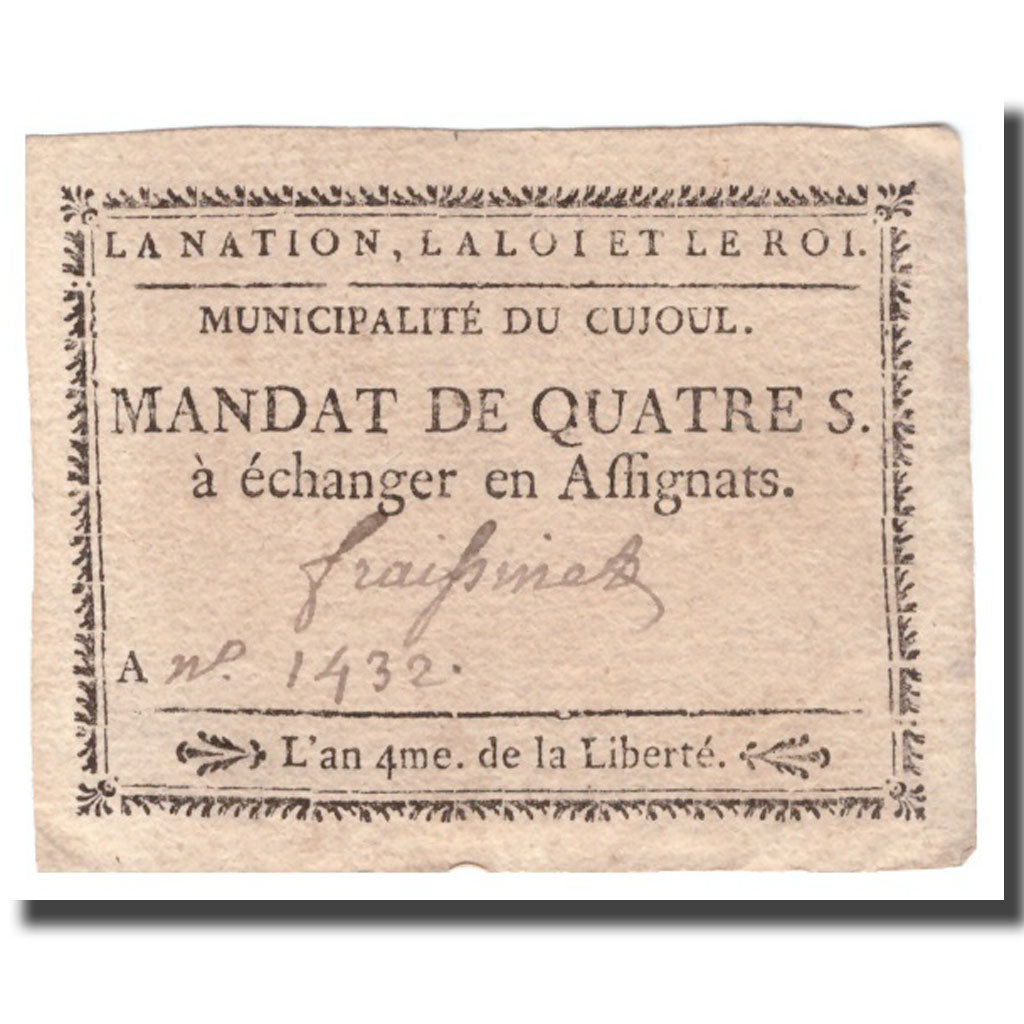 LA NATION, LA LOI ET LE ROI.
MUNICIPALITÉ DU CUJOUL.
MANDAT DE QUATRE S.
à échanger en Aſſignats.
fraiſsinet
A nº. 1432.
L'an 4me. de la Liberté.